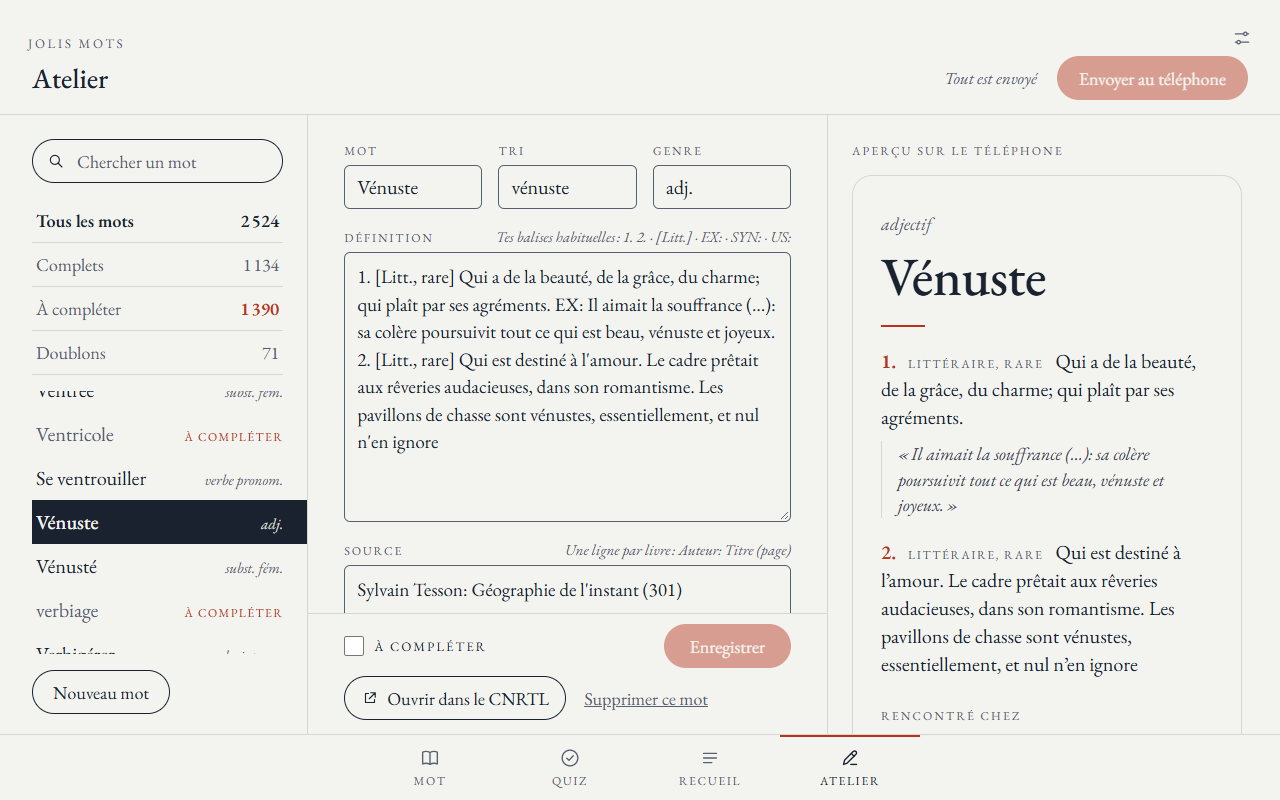 JOLIS MOTS
Atelier
Tout est envoyé
Envoyer au téléphone
Chercher un mot
Tous les mots 2 524
Complets 1 134
À compléter 1 390
Doublons 71
Ventrée subst. fém.
Ventricole À COMPLÉTER
Se ventrouiller verbe pronom.
Vénuste adj.
Vénusté subst. fém.
verbiage À COMPLÉTER
Nouveau mot
MOT TRI GENRE
Vénuste vénuste adj.
DÉFINITION Tes balises habituelles : 1. 2. · [Litt.] · EX: · SYN: · US:
1. [Litt., rare] Qui a de la beauté, de la grâce, du charme;
qui plaît par ses agréments. EX: Il aimait la souffrance (...):
sa colère poursuivit tout ce qui est beau, vénuste et joyeux.
2. [Litt., rare] Qui est destiné à l'amour. Le cadre prêtait
aux rêveries audacieuses, dans son romantisme. Les
pavillons de chasse sont vénustes, essentiellement, et nul
n'en ignore
SOURCE Une ligne par livre : Auteur: Titre (page)
Sylvain Tesson: Géographie de l'instant (301)
À COMPLÉTER
Enregistrer
Ouvrir dans le CNRTL
Supprimer ce mot
APERÇU SUR LE TÉLÉPHONE
adjectif
Vénuste
1. LITTÉRAIRE, RARE Qui a de la beauté,
de la grâce, du charme; qui plaît par ses
agréments.
« Il aimait la souffrance (…): sa colère
poursuivit tout ce qui est beau, vénuste et
joyeux. »
2. LITTÉRAIRE, RARE Qui est destiné à
l’amour. Le cadre prêtait aux rêveries
audacieuses, dans son romantisme. Les
pavillons de chasse sont vénustes,
essentiellement, et nul n’en ignore
RENCONTRÉ CHEZ
MOT
QUIZ
RECUEIL
ATELIER